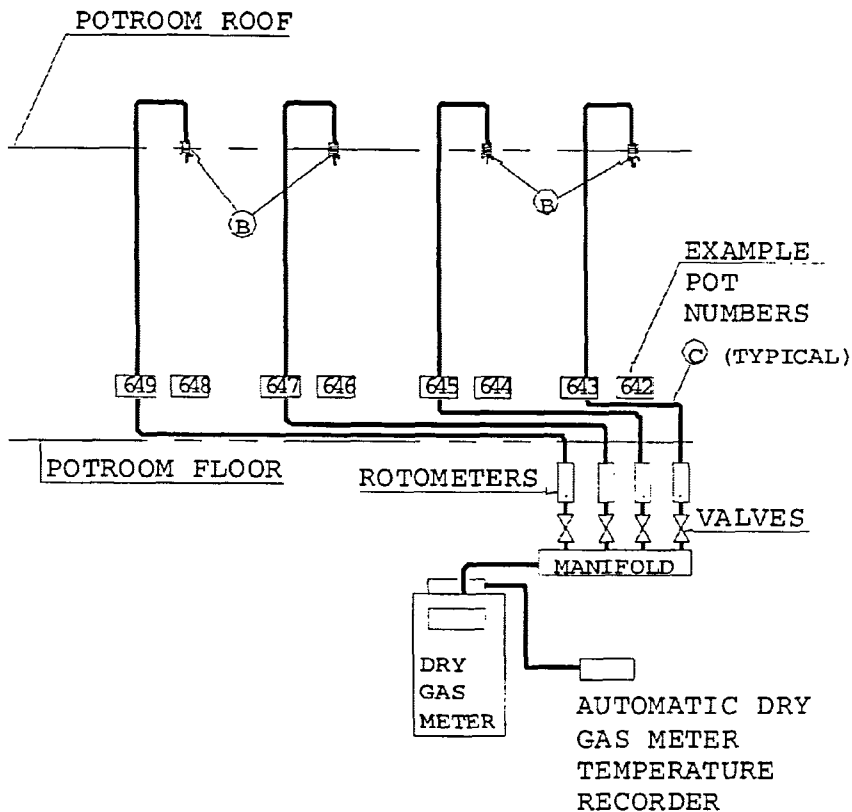 POTROOM ROOF
B
B
EXAMPLE
POT
NUMBERS
C (TYPICAL)
649 648 647 646 645 644 643 642
POTROOM FLOOR
ROTOMETERS
VALVES
MANIFOLD
DRY
GAS
METER
AUTOMATIC DRY
GAS METER
TEMPERATURE
RECORDER